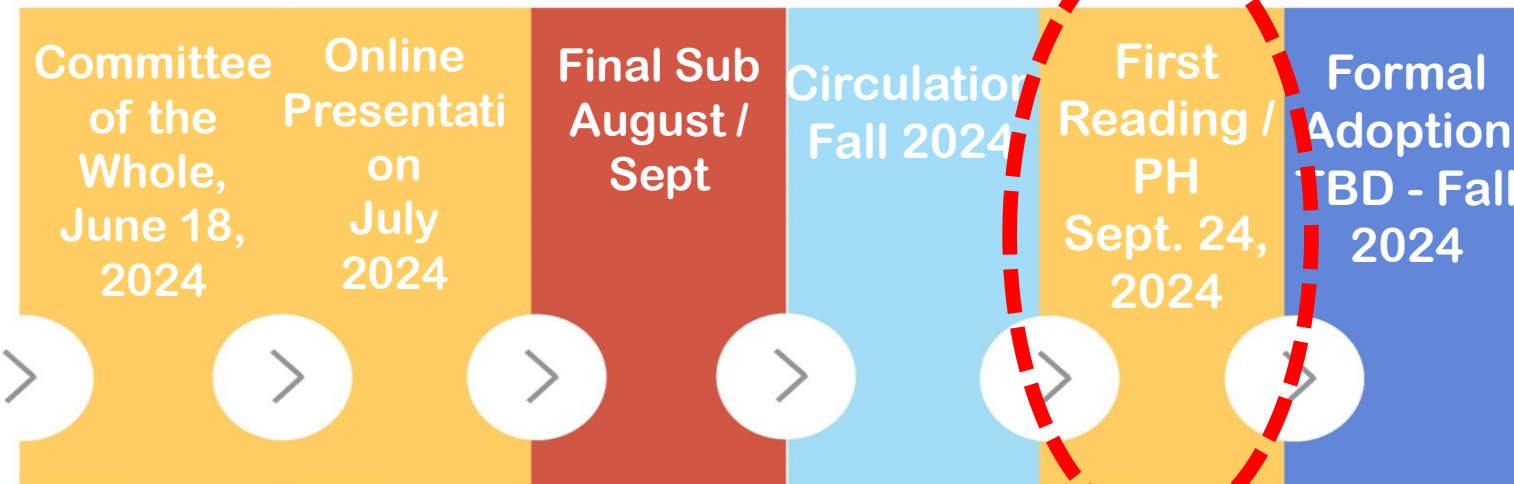 Committee
of the
Whole,
June 18,
2024
Online
Presentati
on
July
2024
Final Sub
August /
Sept
Circulation
Fall 2024
First
Reading /
PH
Sept. 24,
2024
Formal
Adoption
TBD - Fall
2024